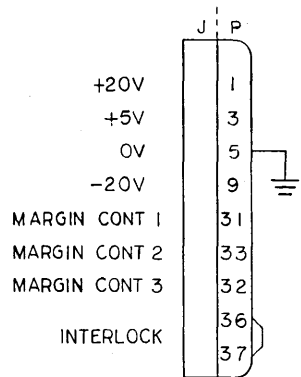 J P
+20V 1
+5V 3
0V 5
-20V 9
MARGIN CONT 1 31
MARGIN CONT 2 33
MARGIN CONT 3 32
36
INTERLOCK
37